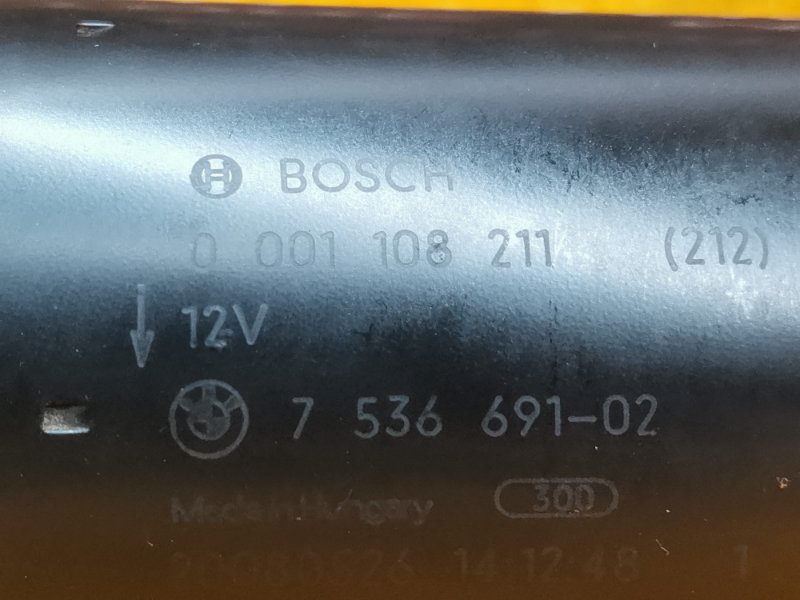 BOSCH
0 001 108 211 (212)
12V
7 536 691-02
Made in Hungary
300
14:12:48 1